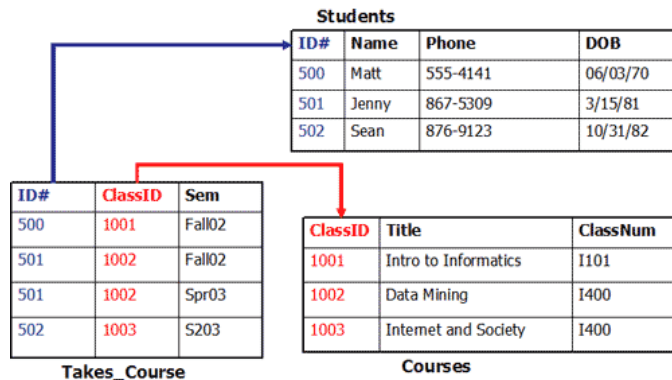 Students
ID# Name Phone DOB
500 Matt 555-4141 06/03/70
501 Jenny 867-5309 3/15/81
502 Sean 876-9123 10/31/82
ID# ClassID Sem
500 1001 Fall02
501 1002 Fall02
501 1002 Spr03
502 1003 S203
Takes_Course
ClassID Title ClassNum
1001 Intro to Informatics I101
1002 Data Mining I400
1003 Internet and Society I400
Courses